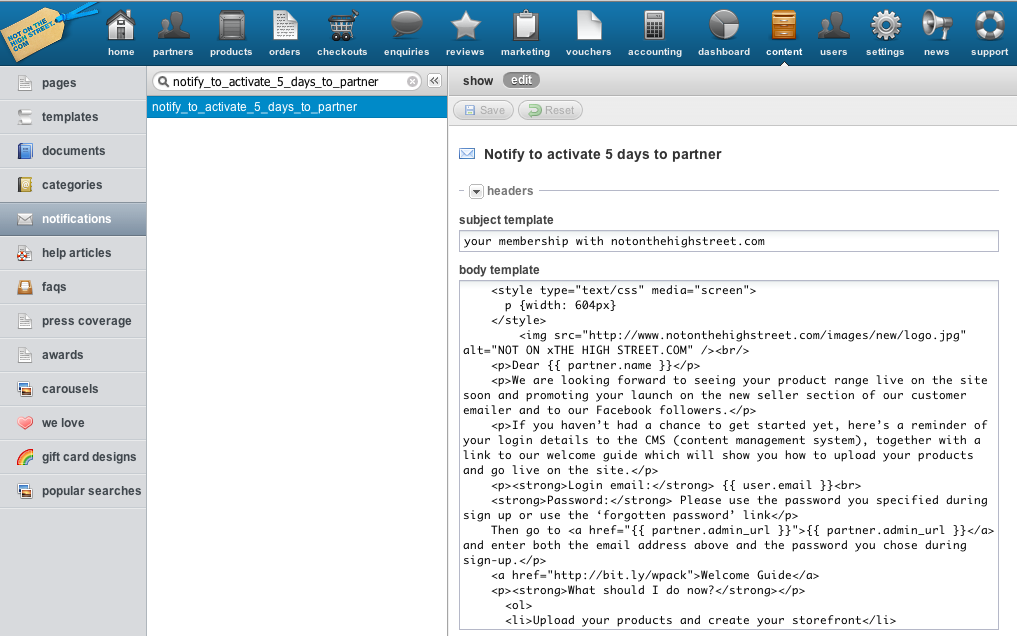 NOT ON THE
HIGH STREET.
COM
home
partners
products
orders
checkouts
enquiries
reviews
marketing
vouchers
accounting
dashboard
content
users
settings
news
support
pages
templates
documents
categories
notifications
help articles
faqs
press coverage
awards
carousels
we love
gift card designs
popular searches
notify_to_activate_5_days_to_partner
notify_to_activate_5_days_to_partner
show edit
Save Reset
Notify to activate 5 days to partner
headers
subject template
your membership with notonthehighstreet.com
body template
<style type="text/css" media="screen">
p {width: 604px}
</style>
<img src="http://www.notonthehighstreet.com/images/new/logo.jpg"
alt="NOT ON xTHE HIGH STREET.COM" /><br/>
<p>Dear {{ partner.name }}</p>
<p>We are looking forward to seeing your product range live on the site
soon and promoting your launch on the new seller section of our customer
emailer and to our Facebook followers.</p>
<p>If you haven’t had a chance to get started yet, here’s a reminder of
your login details to the CMS (content management system), together with a
link to our welcome guide which will show you how to upload your products
and go live on the site.</p>
<p><strong>Login email:</strong> {{ user.email }}<br>
<strong>Password:</strong> Please use the password you specified during
sign up or use the ‘forgotten password’ link</p>
Then go to <a href="{{ partner.admin_url }}">{{ partner.admin_url }}</a>
and enter both the email address above and the password you chose during
sign-up.</p>
<a href="http://bit.ly/wpack">Welcome Guide</a>
<p><strong>What should I do now?</strong></p>
<ol>
<li>Upload your products and create your storefront</li>